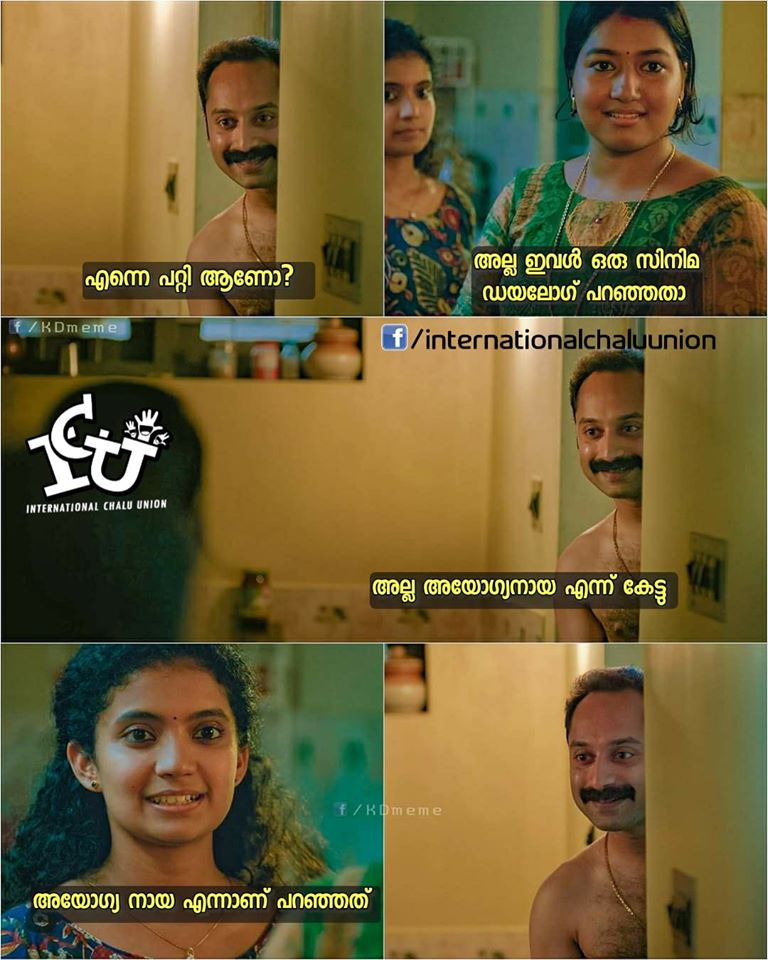 എന്നെ പറ്റി ആണോ?
അല്ല ഇവൾ ഒരു സിനിമ
ഡയലോഗ് പറഞ്ഞതാ
f/KDmeme
f/internationalchaluunion
ICU
INTERNATIONAL CHALU UNION
അല്ല അയോഗ്യനായ എന്ന് കേട്ടു
f/KDmeme
അയോഗ്യ നായ എന്നാണ് പറഞ്ഞത്